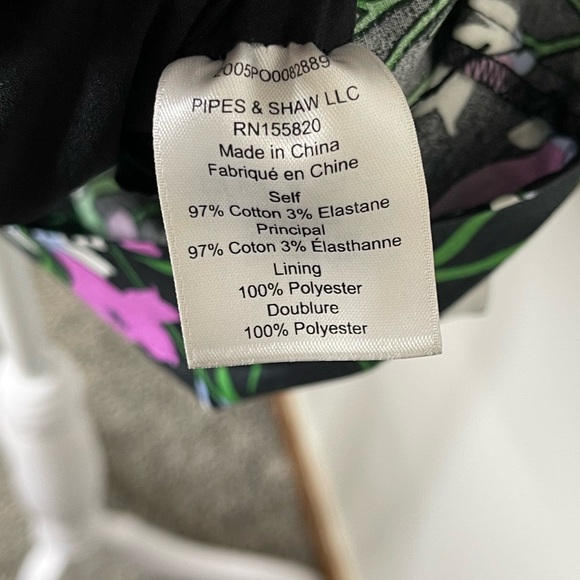 2005PO0082889
PIPES & SHAW LLC
RN155820
Made in China
Fabriqué en Chine
Self
97% Cotton 3% Elastane
Principal
97% Coton 3% Élasthanne
Lining
100% Polyester
Doublure
100% Polyester